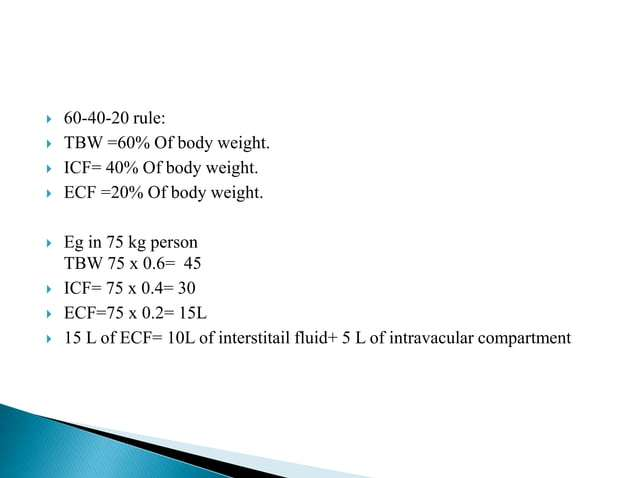 60-40-20 rule:
TBW =60% Of body weight.
ICF= 40% Of body weight.
ECF =20% Of body weight.
Eg in 75 kg person
TBW 75 x 0.6=  45
ICF= 75 x 0.4= 30
ECF=75 x 0.2= 15L
15 L of ECF= 10L of interstitail fluid+ 5 L of intravacular compartment